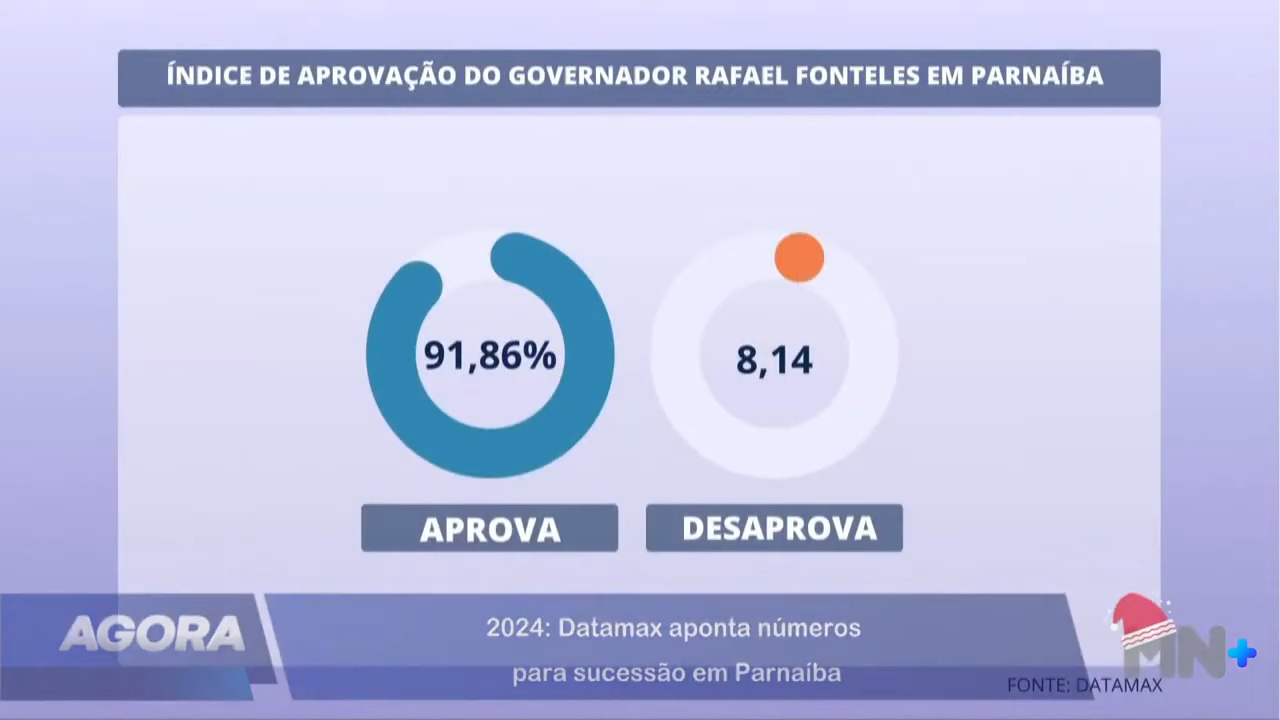 ÍNDICE DE APROVAÇÃO DO GOVERNADOR RAFAEL FONTELES EM PARNAÍBA
91,86%
8,14
APROVA
DESAPROVA
AGORA
2024: Datamax aponta números
para sucessão em Parnaíba
MN+
FONTE: DATAMAX